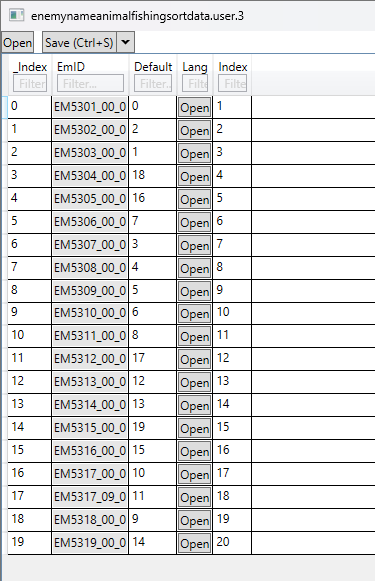 enemynameanimalfishingsortdata.user.3
Open Save (Ctrl+S)
_Index EmID Default Lang Index
Filter Filter... Filter... Filte Filter
0 EM5301_00_0 0 Open 1
1 EM5302_00_0 2 Open 2
2 EM5303_00_0 1 Open 3
3 EM5304_00_0 18 Open 4
4 EM5305_00_0 16 Open 5
5 EM5306_00_0 7 Open 6
6 EM5307_00_0 3 Open 7
7 EM5308_00_0 4 Open 8
8 EM5309_00_0 5 Open 9
9 EM5310_00_0 6 Open 10
10 EM5311_00_0 8 Open 11
11 EM5312_00_0 17 Open 12
12 EM5313_00_0 12 Open 13
13 EM5314_00_0 13 Open 14
14 EM5315_00_0 19 Open 15
15 EM5316_00_0 15 Open 16
16 EM5317_00_0 10 Open 17
17 EM5317_09_0 11 Open 18
18 EM5318_00_0 9 Open 19
19 EM5319_00_0 14 Open 20